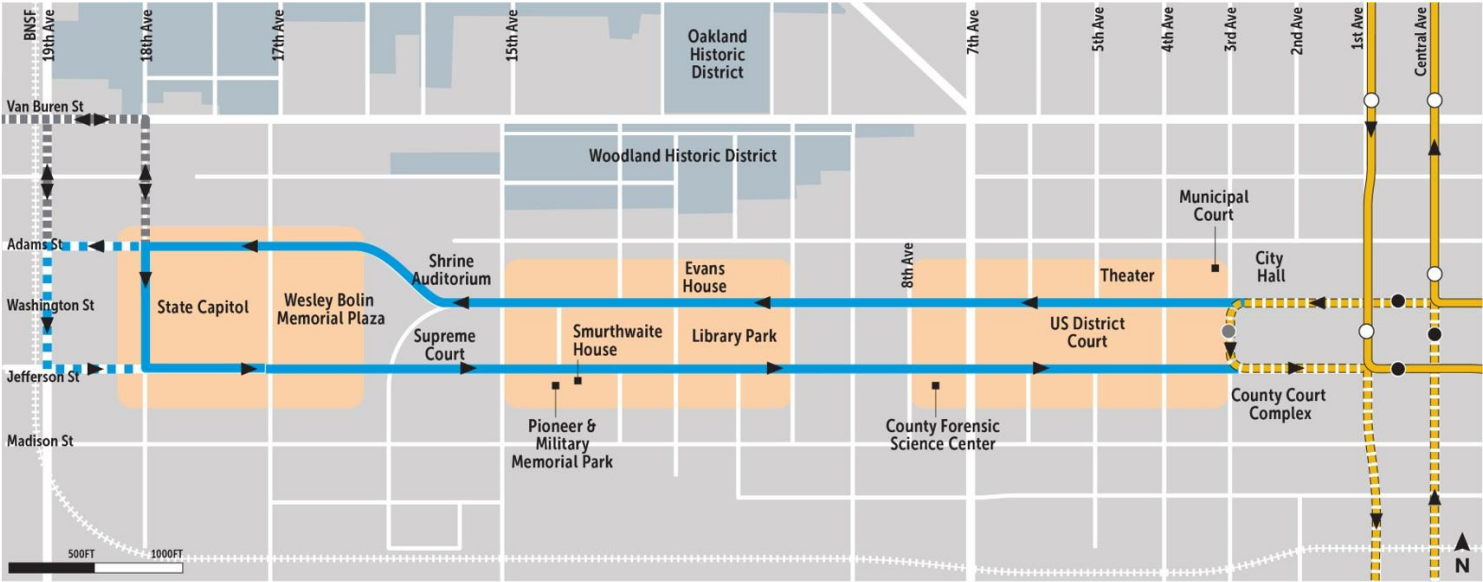 BNSF
19th Ave
18th Ave
17th Ave
15th Ave
7th Ave
5th Ave
4th Ave
3rd Ave
2nd Ave
1st Ave
Central Ave
Oakland
Historic
District
Van Buren St
Woodland Historic District
Municipal
Court
Adams St
Shrine
Auditorium
Evans
House
8th Ave
Theater
City
Hall
Washington St
State Capitol
Wesley Bolin
Memorial Plaza
Supreme
Court
Smurthwaite
House
Library Park
US District
Court
Jefferson St
County Court
Complex
Madison St
Pioneer &
Military
Memorial Park
County Forensic
Science Center
500FT
1000FT
N